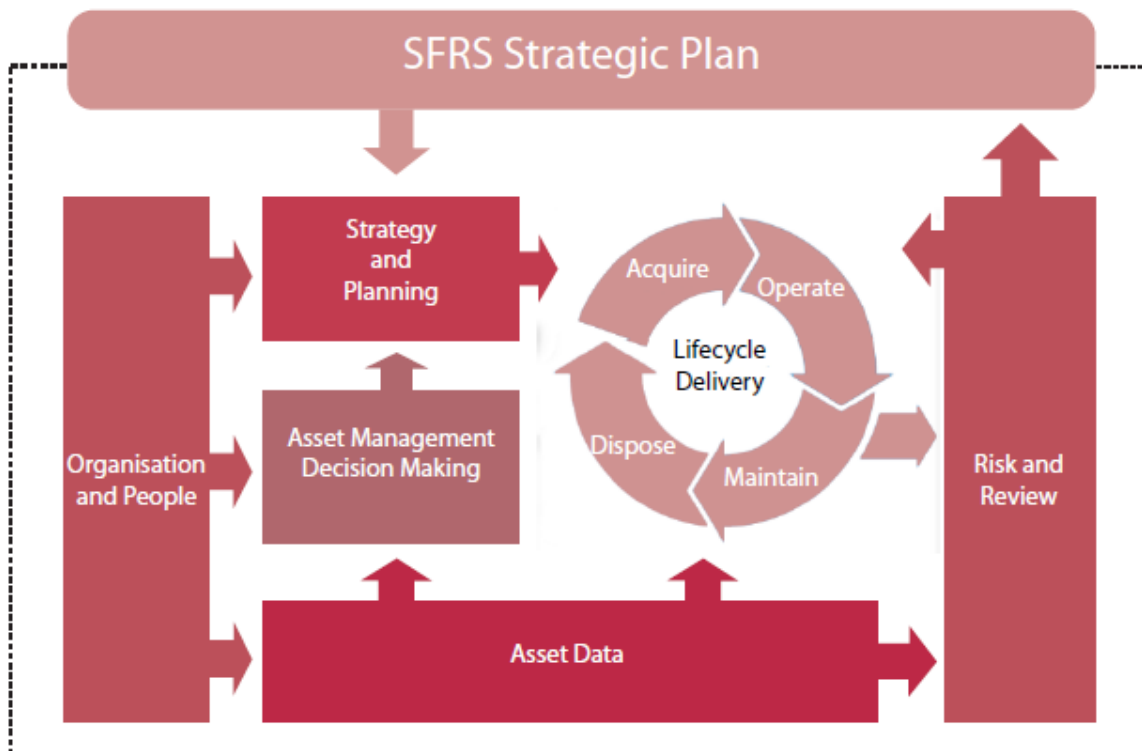 SFRS Strategic Plan
Strategy
and
Planning
Acquire
Operate
Lifecycle
Delivery
Asset Management
Decision Making
Dispose
Maintain
Organisation
and People
Risk and
Review
Asset Data